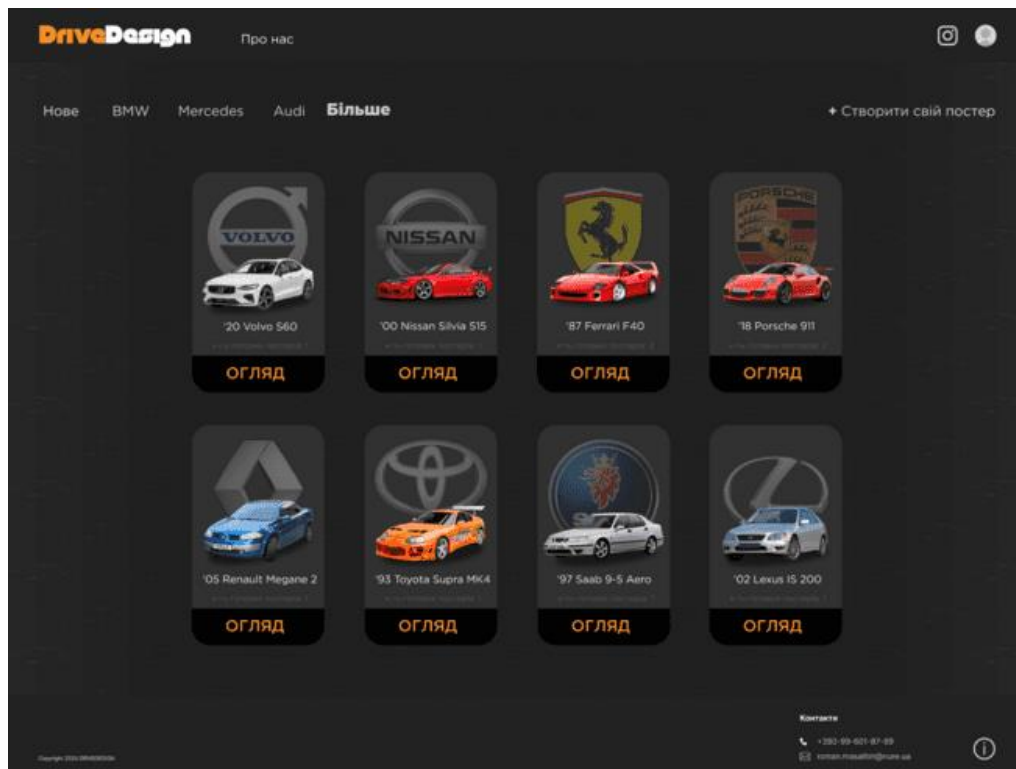 DriveDesign
Про нас
Нове BMW Mercedes Audi Більше
+ Створити свій постер
VOLVO
NISSAN
PORSCHE
'20 Volvo S60
'00 Nissan Silvia S15
'87 Ferrari F40
'18 Porsche 911
ОГЛЯД
ОГЛЯД
ОГЛЯД
ОГЛЯД
'05 Renault Megane 2
'93 Toyota Supra MK4
'97 Saab 9-5 Aero
'02 Lexus IS 200
ОГЛЯД
ОГЛЯД
ОГЛЯД
ОГЛЯД
Контакти